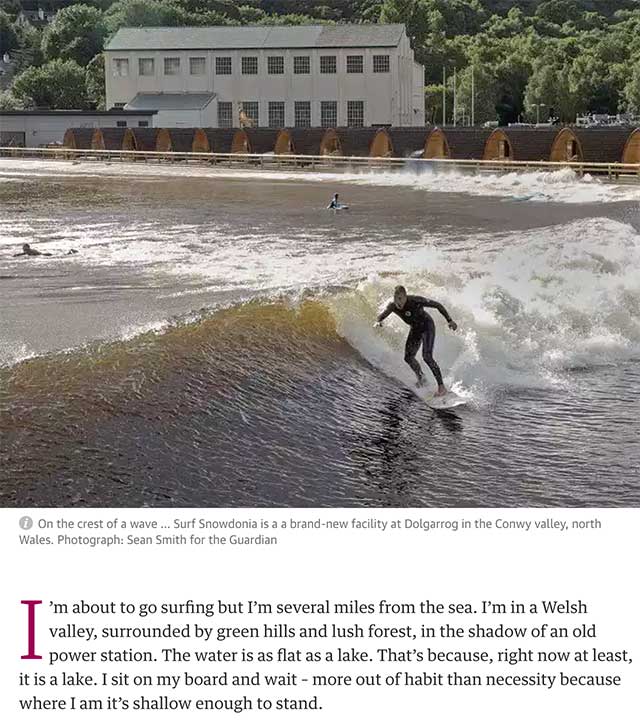 On the crest of a wave ... Surf Snowdonia is a a brand-new facility at Dolgarrog in the Conwy valley, north
Wales. Photograph: Sean Smith for the Guardian
I'm about to go surfing but I'm several miles from the sea. I'm in a Welsh
valley, surrounded by green hills and lush forest, in the shadow of an old
power station. The water is as flat as a lake. That's because, right now at least,
it is a lake. I sit on my board and wait – more out of habit than necessity because
where I am it's shallow enough to stand.